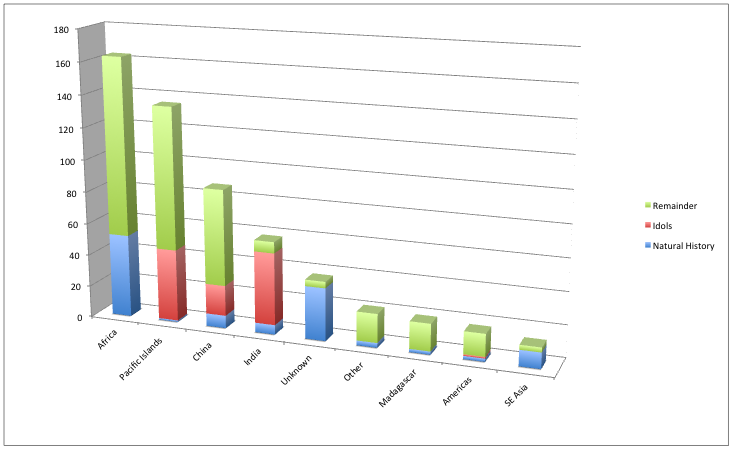 180
160
140
120
100
80
60
40
20
0
Africa
Pacific Islands
China
India
Unknown
Other
Madagascar
Americas
SE Asia
Remainder
Idols
Natural History